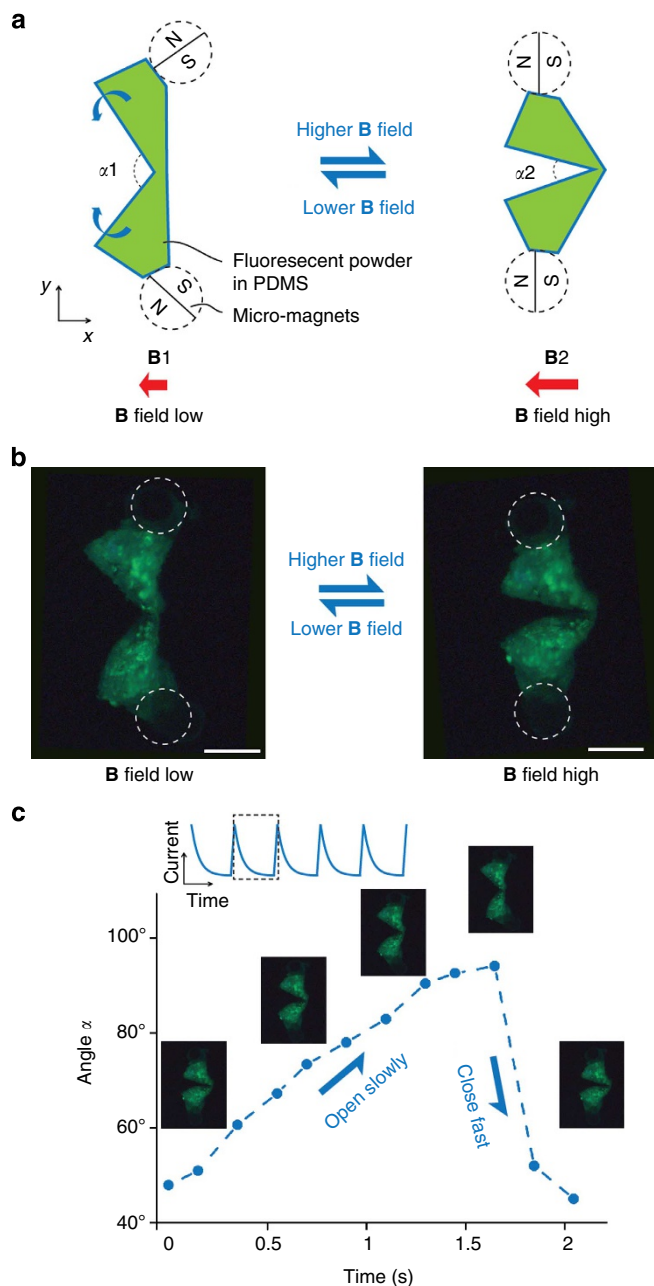 a
N
S
α1
Higher B field
Lower B field
N
S
α2
Fluoresecent powder
in PDMS
S
N
Micro-magnets
N
S
y
x
B1
B field low
B2
B field high
b
Higher B field
Lower B field
B field low
B field high
c
Current
Time
100°
80°
60°
40°
Angle α
Open slowly
Close fast
0
0.5
1
1.5
2
Time (s)